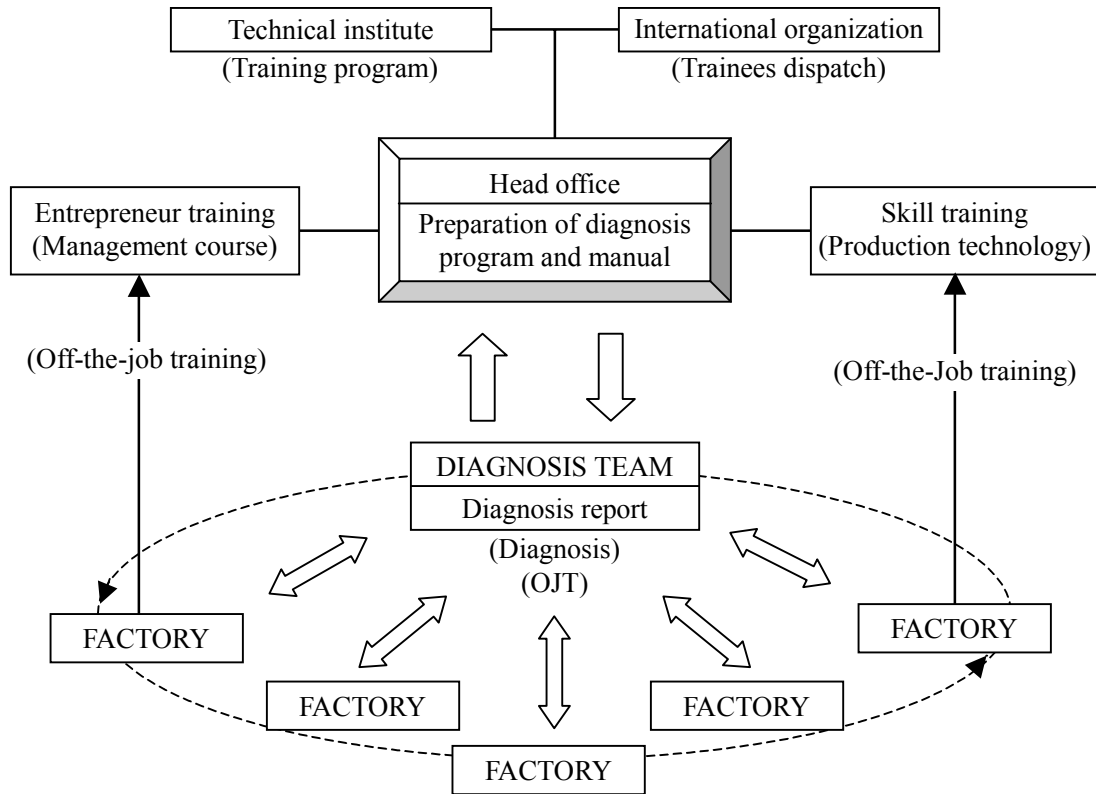 Technical institute
(Training program)
International organization
(Trainees dispatch)
Head office
Preparation of diagnosis
program and manual
Entrepreneur training
(Management course)
Skill training
(Production technology)
(Off-the-job training)
(Off-the-Job training)
DIAGNOSIS TEAM
Diagnosis report
(Diagnosis)
(OJT)
FACTORY
FACTORY
FACTORY
FACTORY
FACTORY